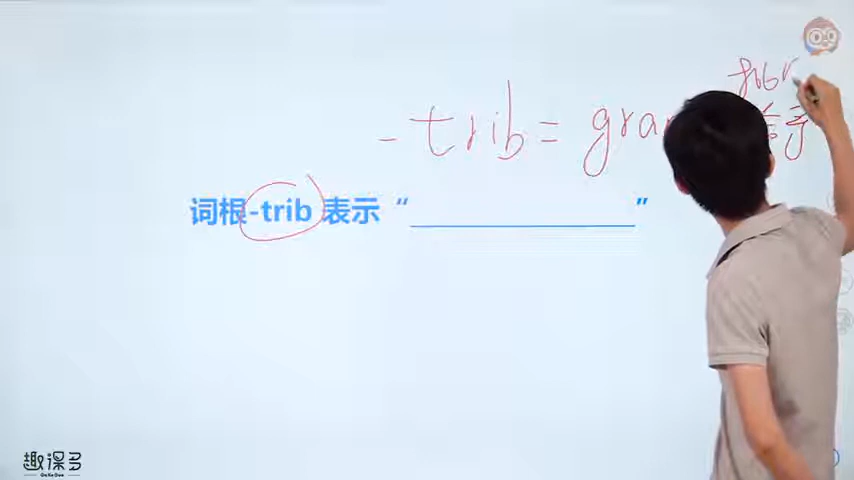 -trib = gra
词根-trib 表示“ ”
趣课多